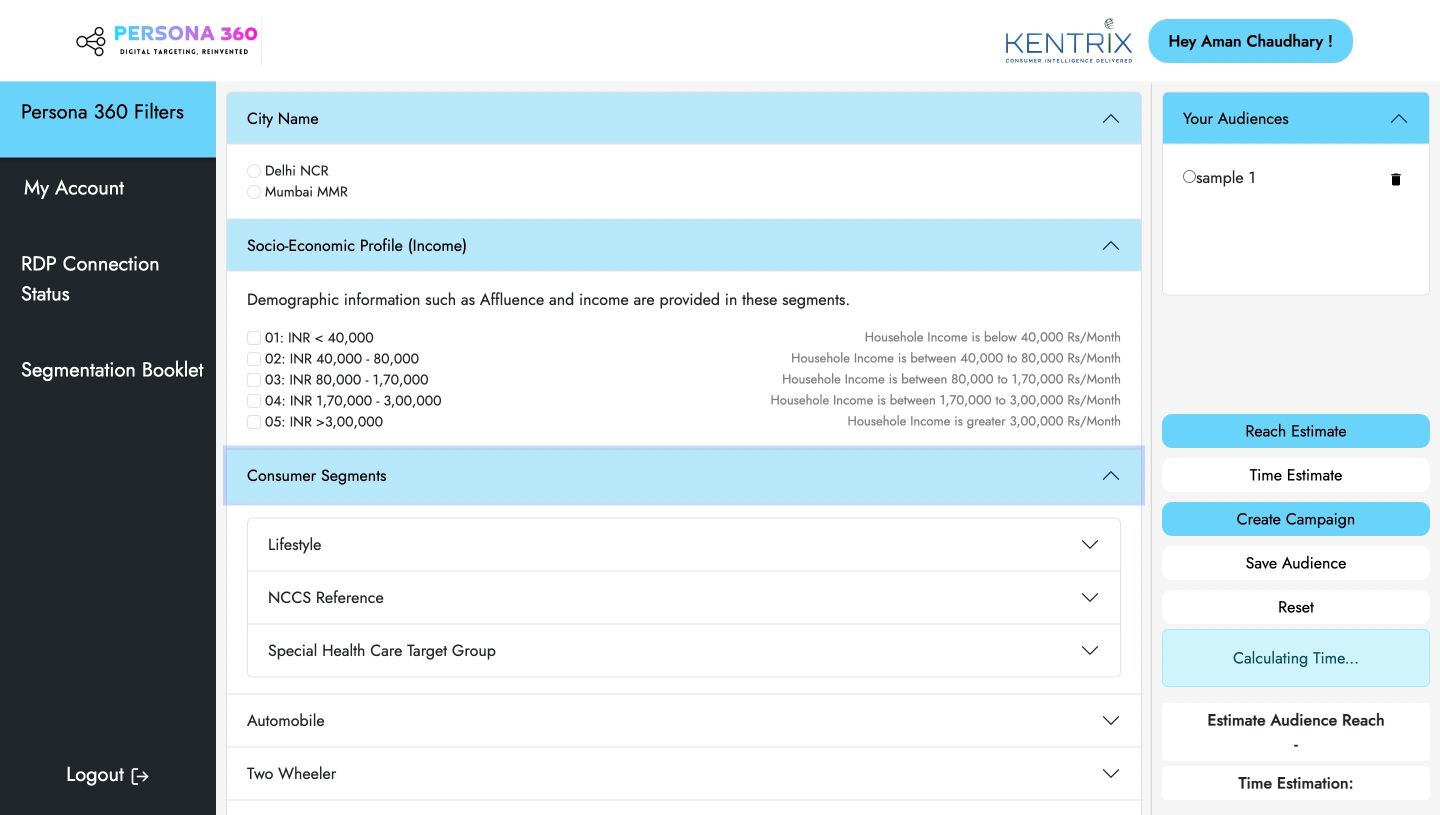 PERSONA 360
DIGITAL TARGETING, REINVENTED
KENTRIX
CONSUMER INTELLIGENCE DELIVERED
Hey Aman Chaudhary !
Persona 360 Filters
My Account
RDP Connection
Status
Segmentation Booklet
Logout
City Name
Delhi NCR
Mumbai MMR
Socio-Economic Profile (Income)
Demographic information such as Affluence and income are provided in these segments.
01: INR < 40,000 Househole Income is below 40,000 Rs/Month
02: INR 40,000 - 80,000 Househole Income is between 40,000 to 80,000 Rs/Month
03: INR 80,000 - 1,70,000 Househole Income is between 80,000 to 1,70,000 Rs/Month
04: INR 1,70,000 - 3,00,000 Househole Income is between 1,70,000 to 3,00,000 Rs/Month
05: INR >3,00,000 Househole Income is greater 3,00,000 Rs/Month
Consumer Segments
Lifestyle
NCCS Reference
Special Health Care Target Group
Automobile
Two Wheeler
Your Audiences
sample 1
Reach Estimate
Time Estimate
Create Campaign
Save Audience
Reset
Calculating Time...
Estimate Audience Reach
-
Time Estimation: